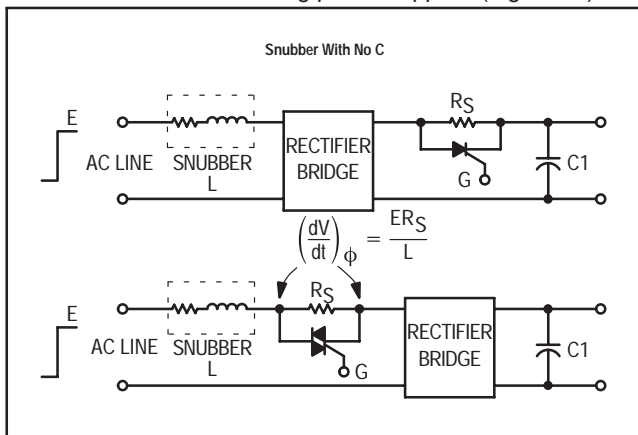 Snubber With No C
E
RS
RECTIFIER
BRIDGE
AC LINE
SNUBBER
L
G
C1
(dV/dt)ϕ = ERS/L
E
RS
RECTIFIER
BRIDGE
AC LINE
SNUBBER
L
G
C1